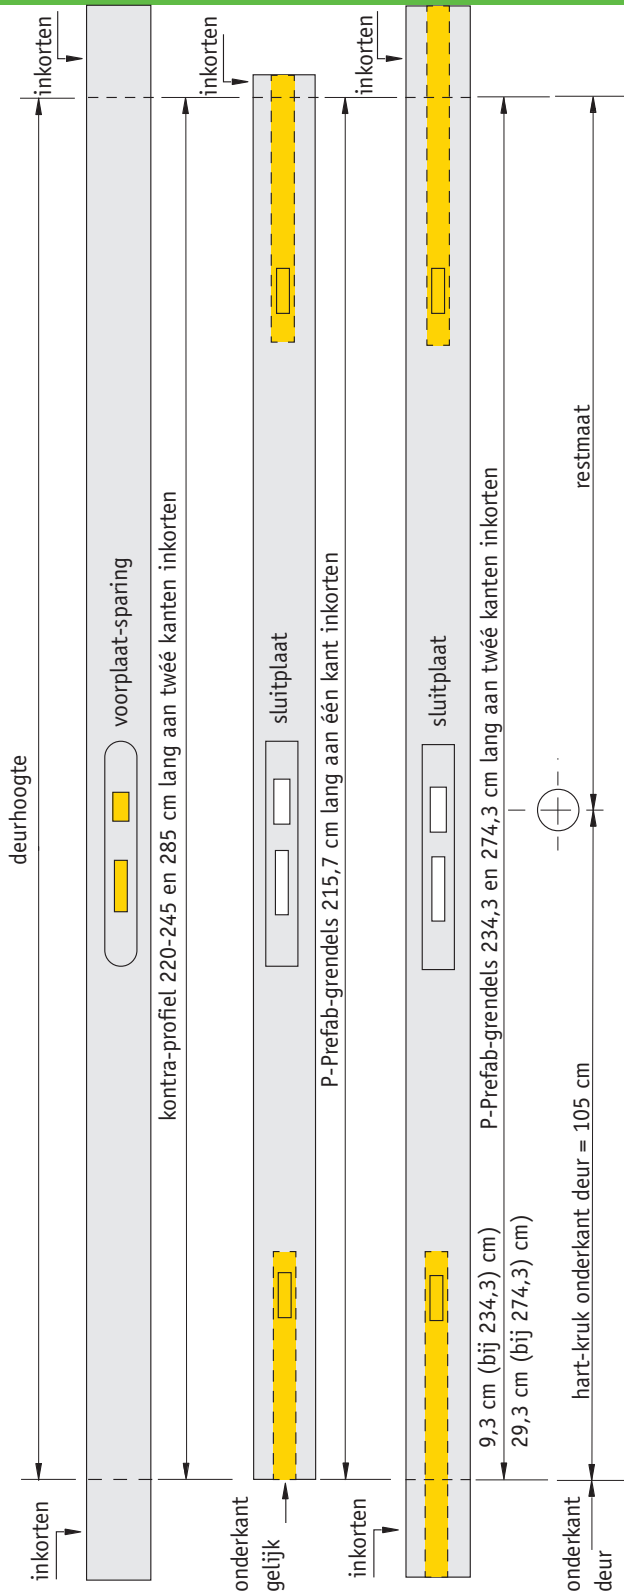 deurhoogte
inkorten
inkorten
voorplaat-sparing
kontra-profiel 220-245 en 285 cm lang aan twéé kanten inkorten
onderkant
gelijk
inkorten
sluitplaat
P-Prefab-grendels 215,7 cm lang aan één kant inkorten
inkorten
inkorten
sluitplaat
P-Prefab-grendels 234,3 en 274,3 cm lang aan twéé kanten inkorten
9,3 cm (bij 234,3) cm)
29,3 cm (bij 274,3) cm)
onderkant
deur
hart-kruk onderkant deur = 105 cm
restmaat